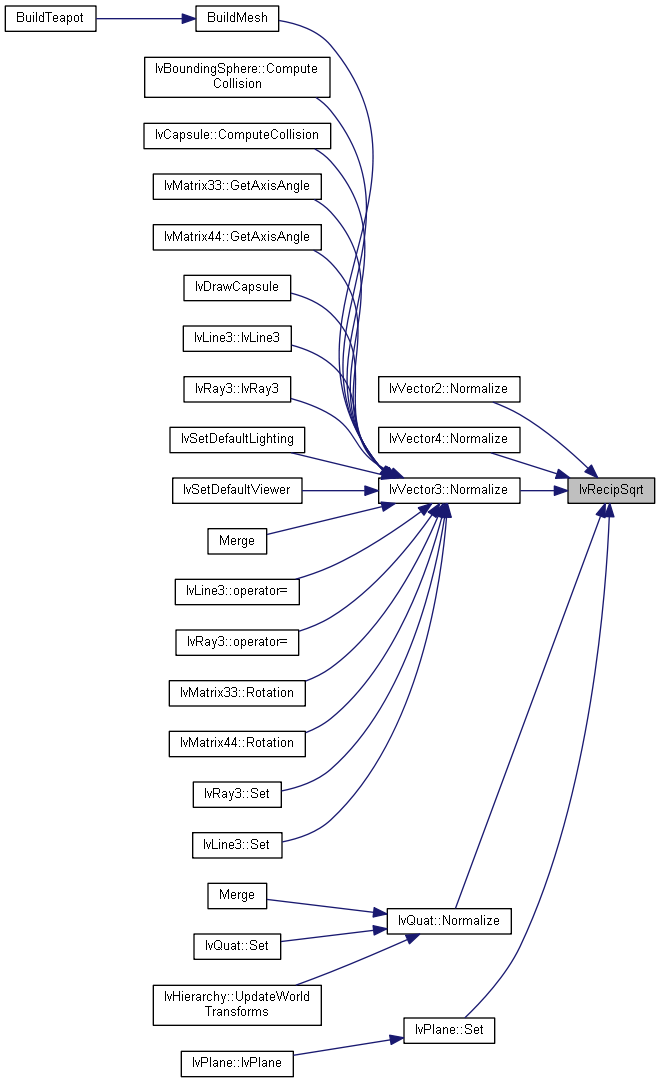 BuildTeapot
BuildMesh
IvBoundingSphere::Compute
Collision
IvCapsule::ComputeCollision
IvMatrix33::GetAxisAngle
IvMatrix44::GetAxisAngle
IvDrawCapsule
IvLine3::IvLine3
IvRay3::IvRay3
IvVector2::Normalize
IvSetDefaultLighting
IvVector4::Normalize
IvSetDefaultViewer
IvVector3::Normalize
IvRecipSqrt
Merge
IvLine3::operator=
IvRay3::operator=
IvMatrix33::Rotation
IvMatrix44::Rotation
IvRay3::Set
IvLine3::Set
Merge
IvQuat::Normalize
IvQuat::Set
IvHierarchy::UpdateWorld
Transforms
IvPlane::Set
IvPlane::IvPlane